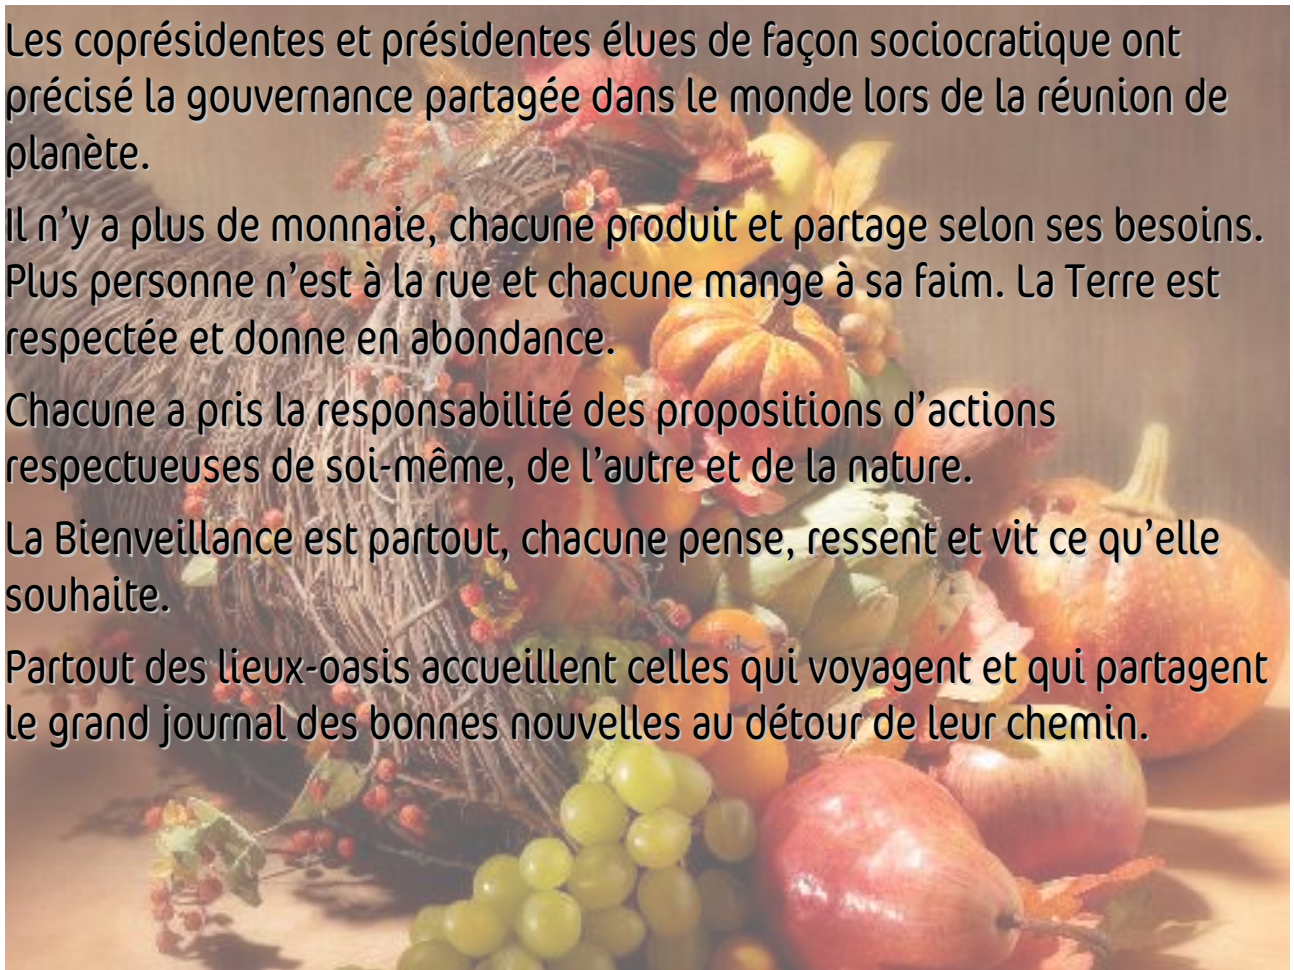 Les coprésidentes et présidentes élues de façon sociocratique ont
précisé la gouvernance partagée dans le monde lors de la réunion de
planète.
Il n’y a plus de monnaie, chacune produit et partage selon ses besoins.
Plus personne n’est à la rue et chacune mange à sa faim. La Terre est
respectée et donne en abondance.
Chacune a pris la responsabilité des propositions d’actions
respectueuses de soi-même, de l’autre et de la nature.
La Bienveillance est partout, chacune pense, ressent et vit ce qu’elle
souhaite.
Partout des lieux-oasis accueillent celles qui voyagent et qui partagent
le grand journal des bonnes nouvelles au détour de leur chemin.